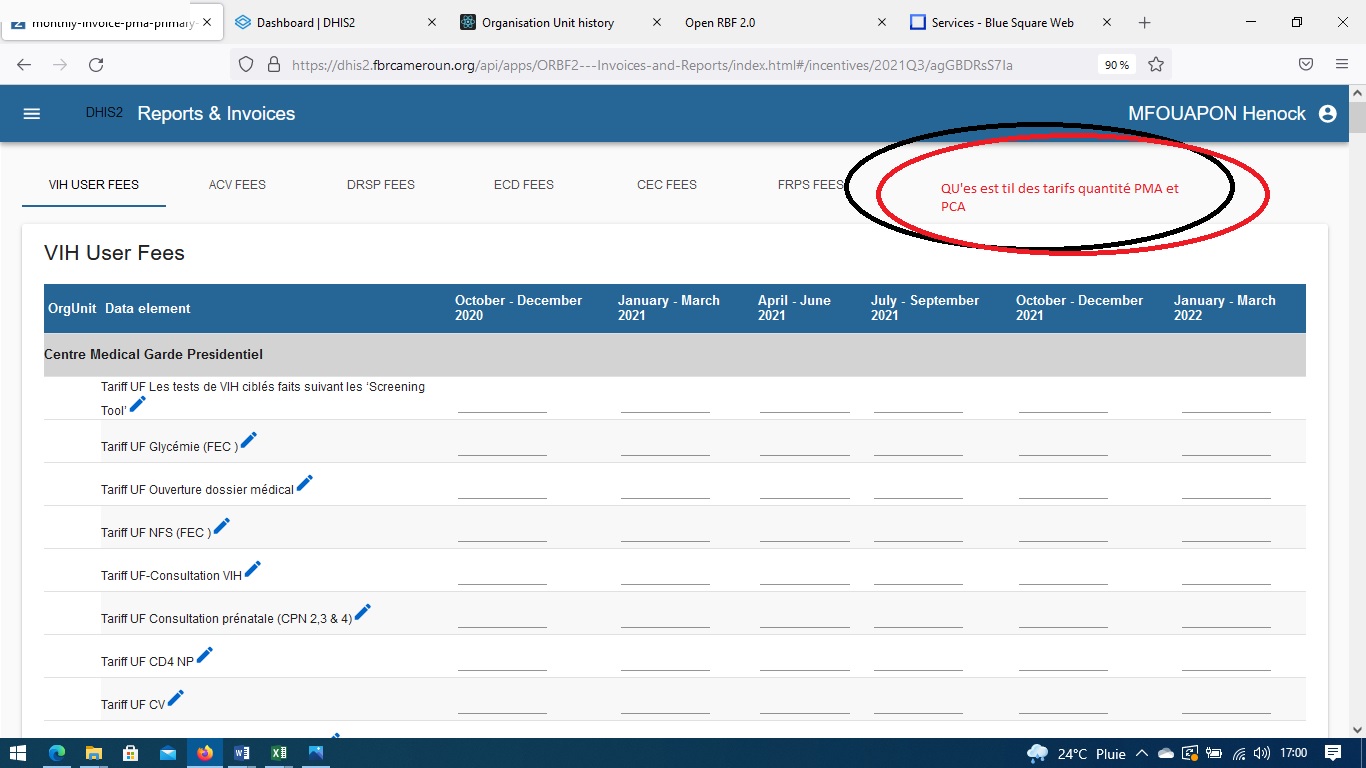 monthly-invoice-pma-primary-
Dashboard | DHIS2
Organisation Unit history
Open RBF 2.0
Services - Blue Square Web
https://dhis2.fbrcameroun.org/api/apps/ORBF2---Invoices-and-Reports/index.html#/incentives/2021Q3/agGBDRsS7Ia
90 %
DHIS2 Reports & Invoices
MFOUAPON Henock
VIH USER FEES
ACV FEES
DRSP FEES
ECD FEES
CEC FEES
FRPS FEES
QU'es est til des tarifs quantité PMA et
PCA
VIH User Fees
OrgUnit Data element
October - December
2020
January - March
2021
April - June
2021
July - September
2021
October - December
2021
January - March
2022
Centre Medical Garde Presidentiel
Tariff UF Les tests de VIH ciblés faits suivant les ‘Screening
Tool’
Tariff UF Glycémie (FEC )
Tariff UF Ouverture dossier médical
Tariff UF NFS (FEC )
Tariff UF-Consultation VIH
Tariff UF Consultation prénatale (CPN 2,3 & 4)
Tariff UF CD4 NP
Tariff UF CV
24°C Pluie
17:00